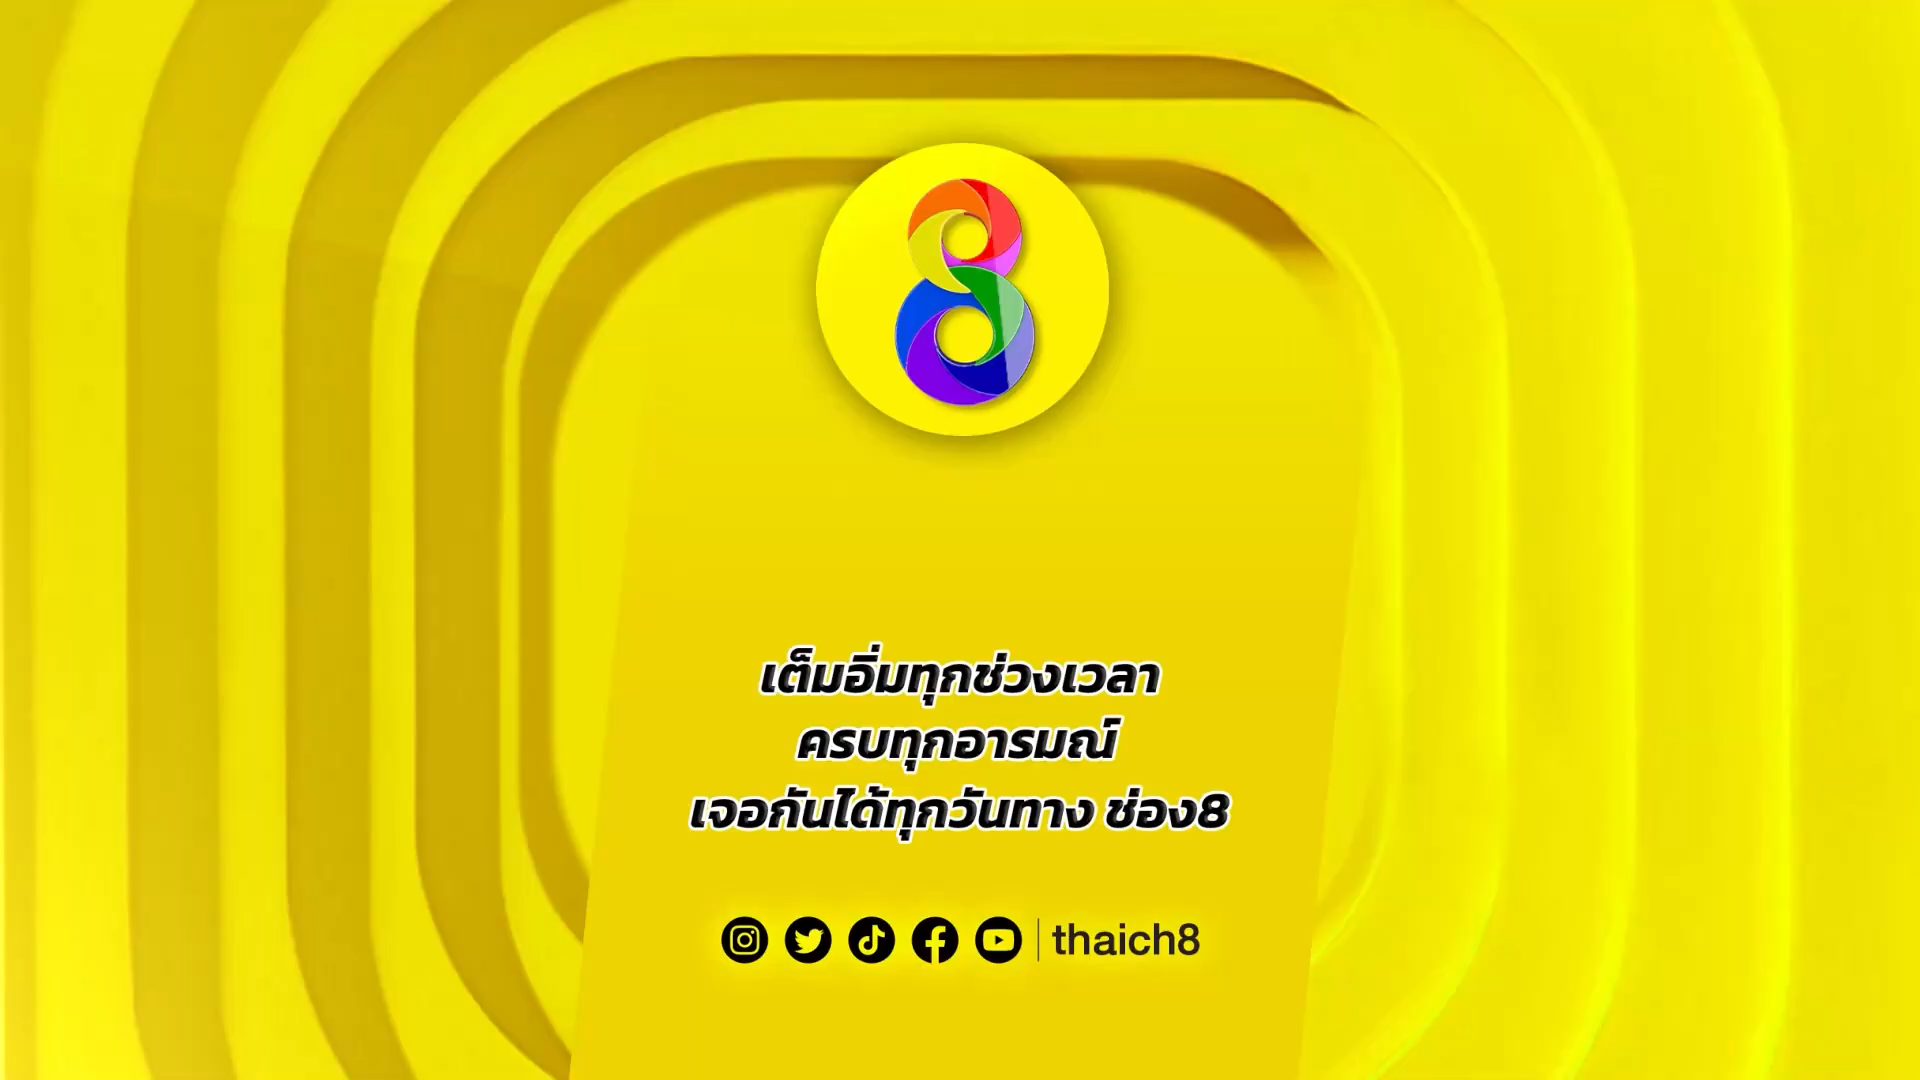 8
เต็มอิ่มทุกช่วงเวลา
ครบทุกอารมณ์
เจอกันได้ทุกวันทาง ช่อง8
thaich8